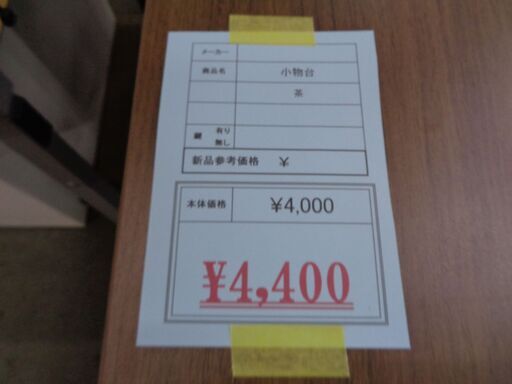 メーカー
商品名 小物台
茶
鍵 有り
無し
新品参考価格 ¥
本体価格 ¥4,000
¥4,400